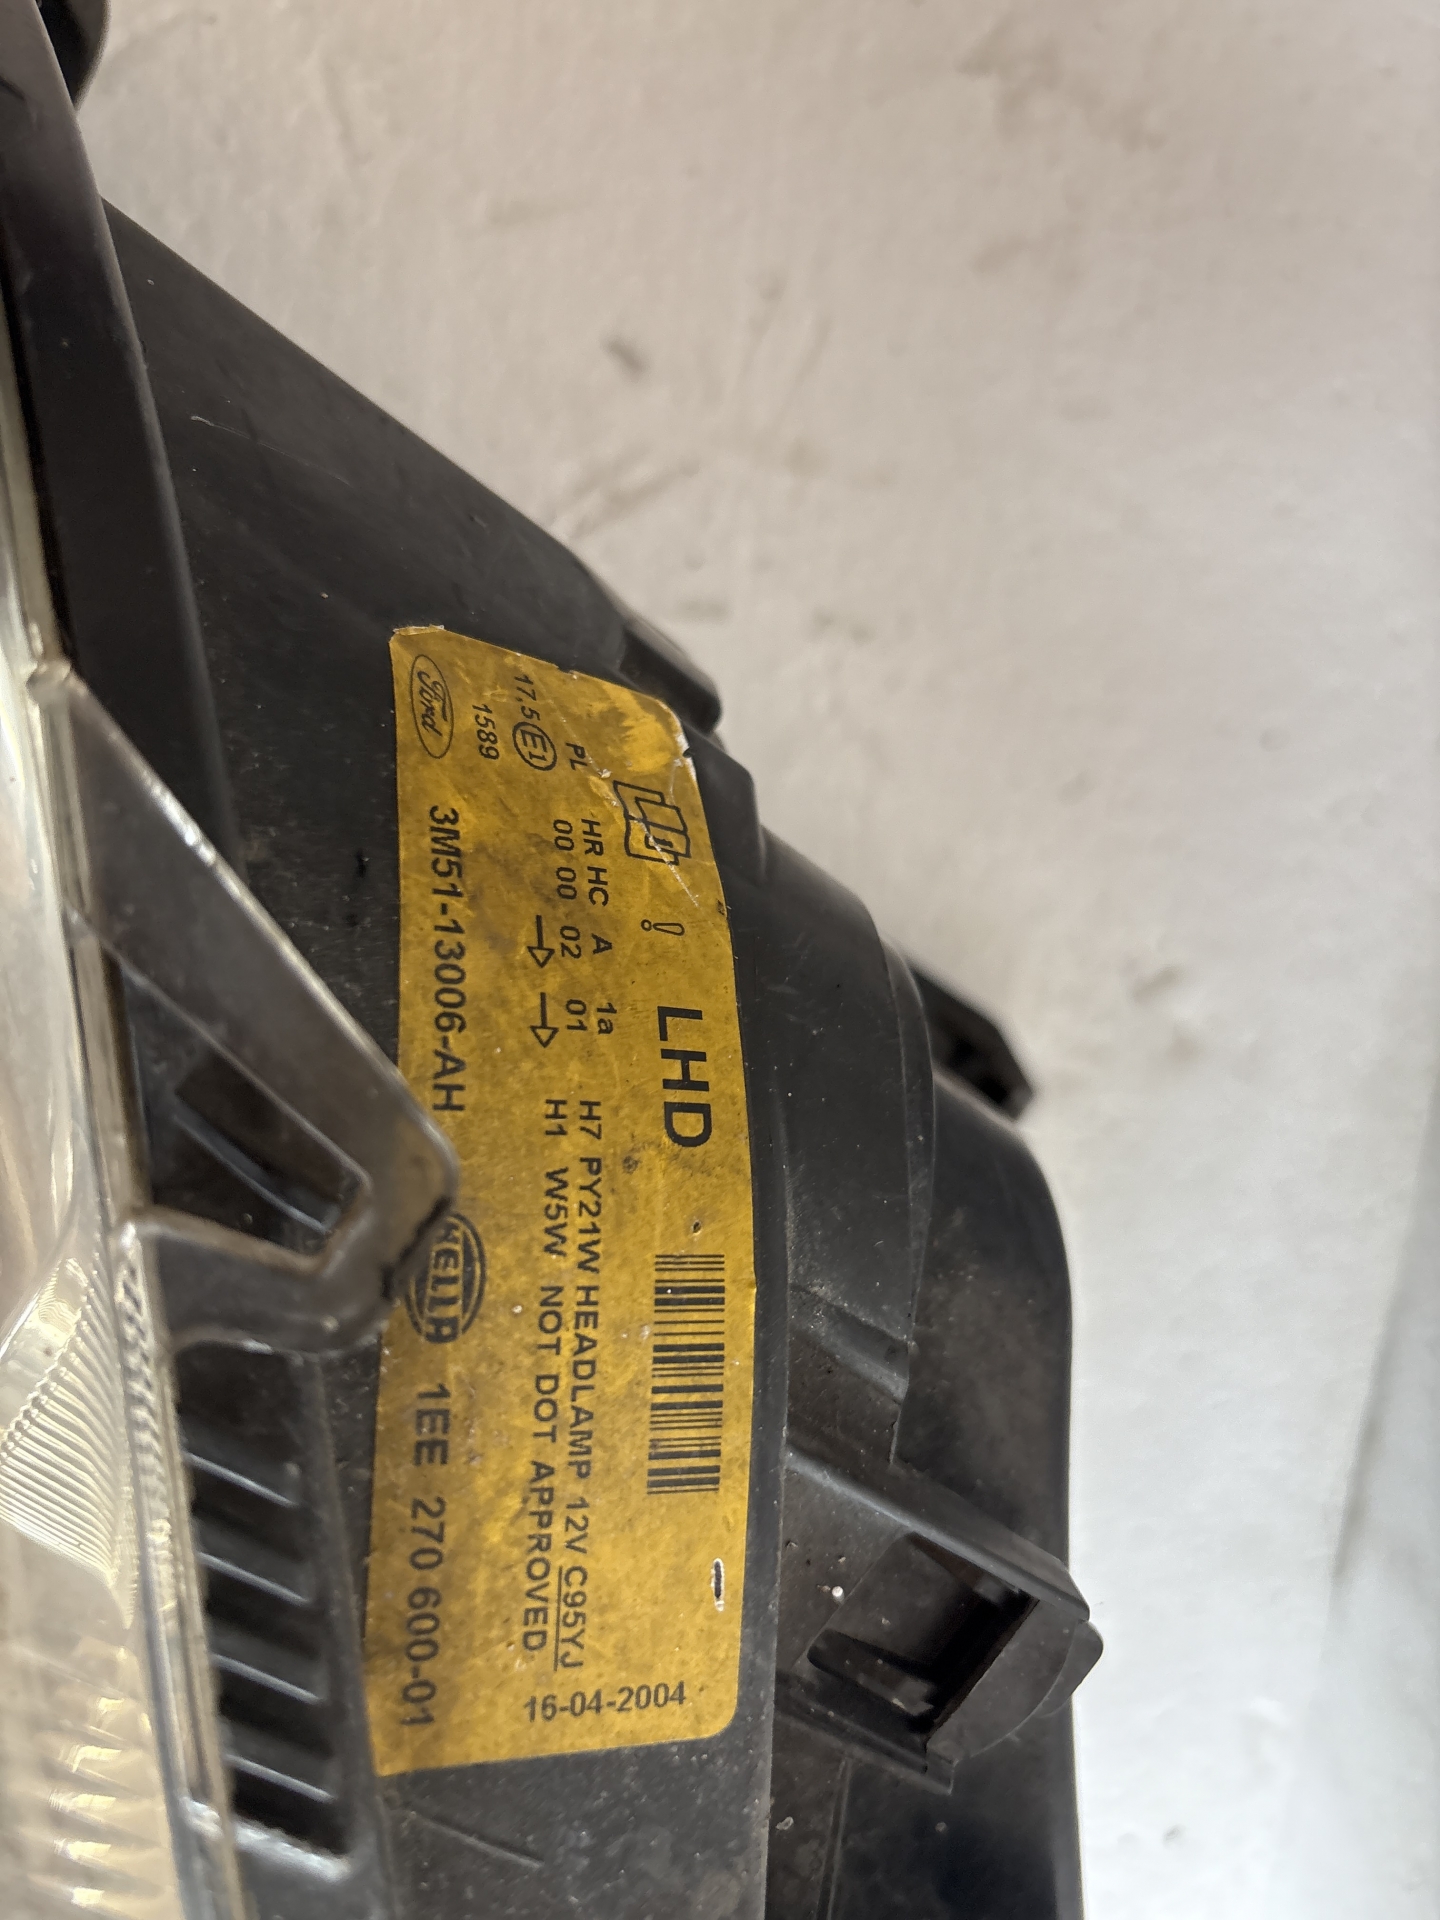 LHD
16-04-2004
PL HR HC A 1a H7 PY21W HEADLAMP 12V C95YJ
17,5 E1 00 00 02 01 H1 W5W NOT DOT APPROVED
1589
Ford 3M51-13006-AH HELLA 1EE 270 600-01